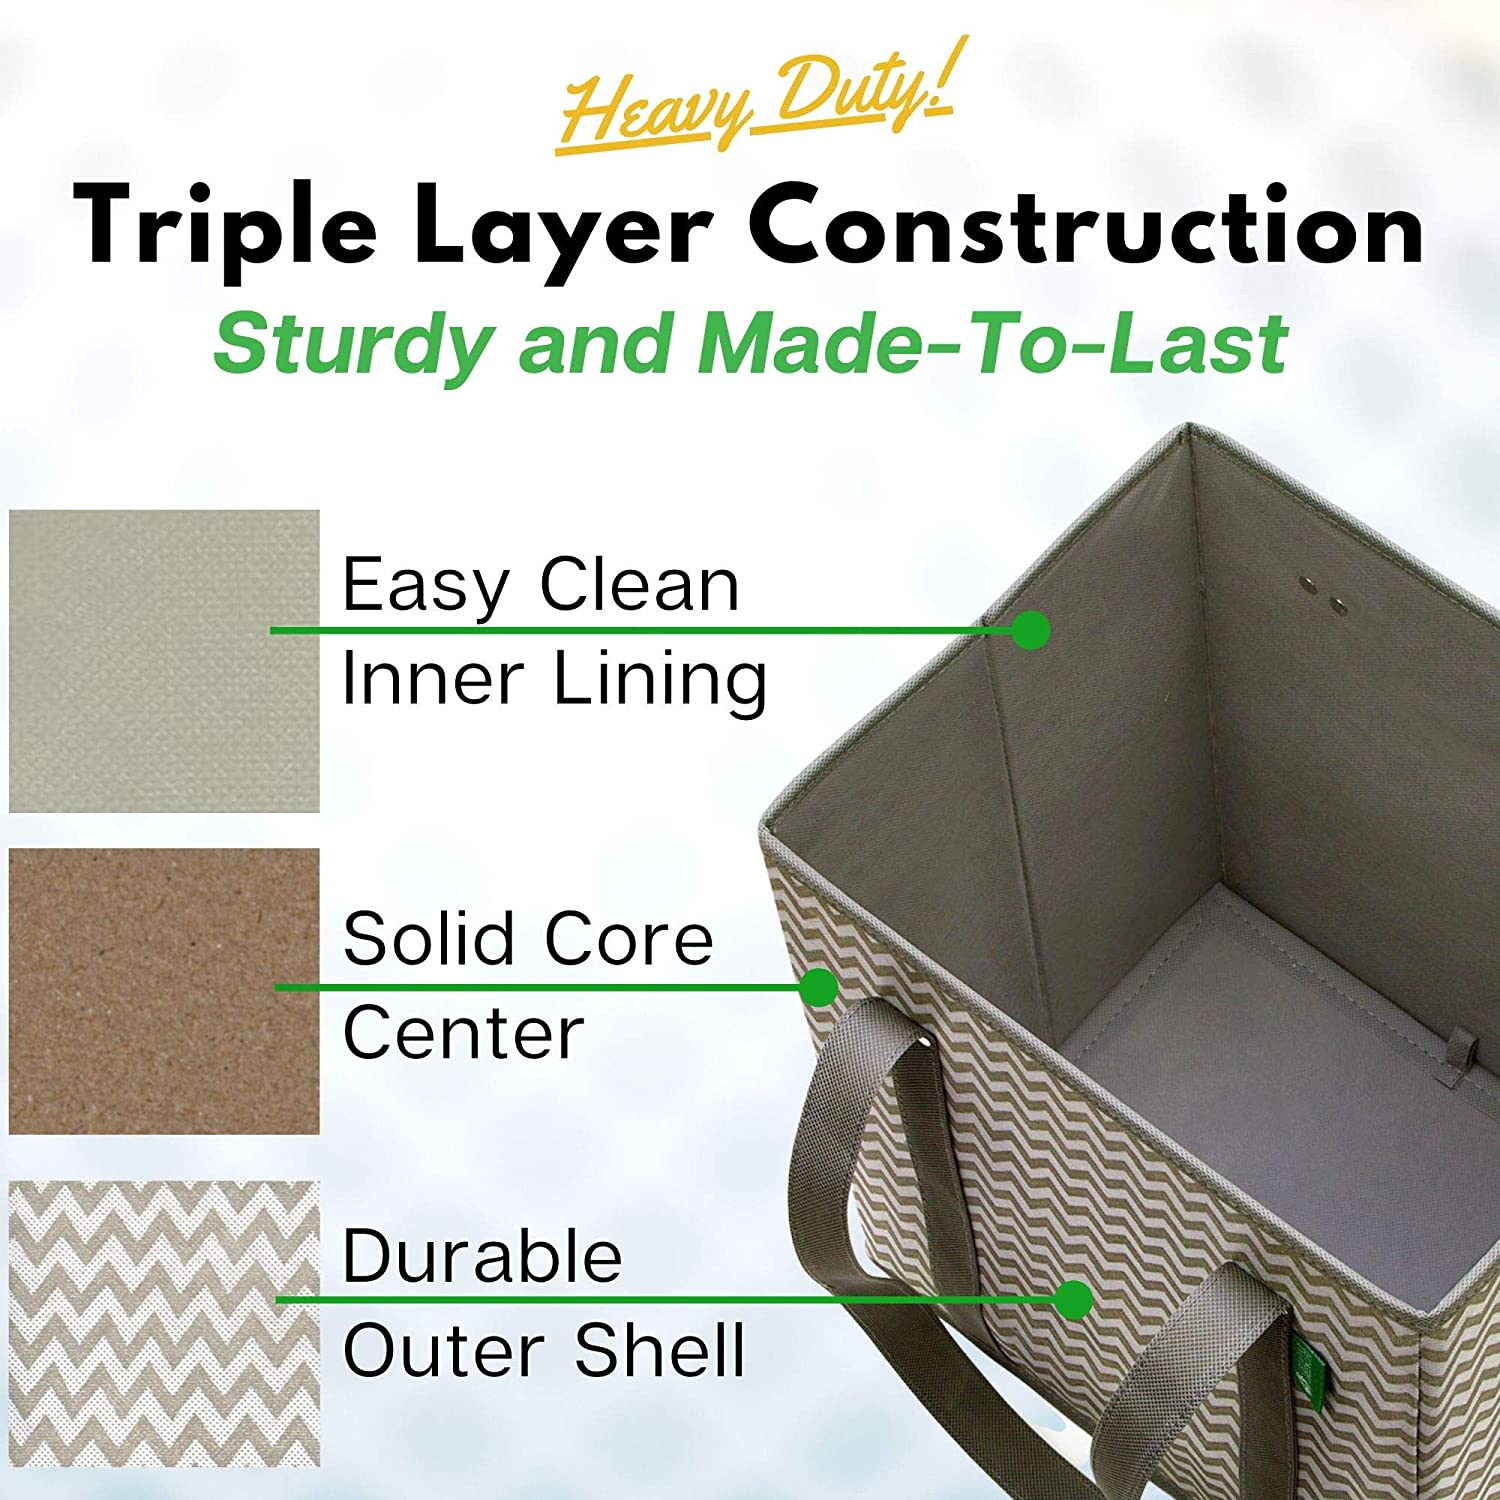 Heavy Duty!
Triple Layer Construction
Sturdy and Made-To-Last
Easy Clean
Inner Lining
Solid Core
Center
Durable
Outer Shell